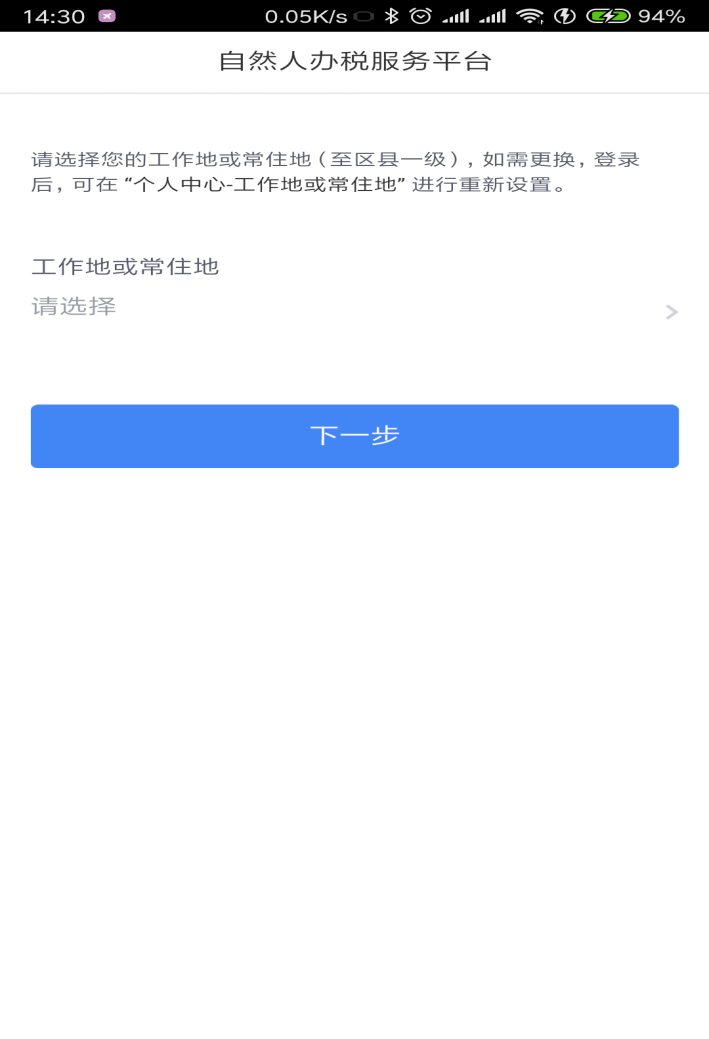 14:30 0.05K/s 94%
自然人办税服务平台
请选择您的工作地或常住地（至区县一级），如需更换，登录
后，可在“个人中心-工作地或常住地”进行重新设置。
工作地或常住地
请选择
下一步